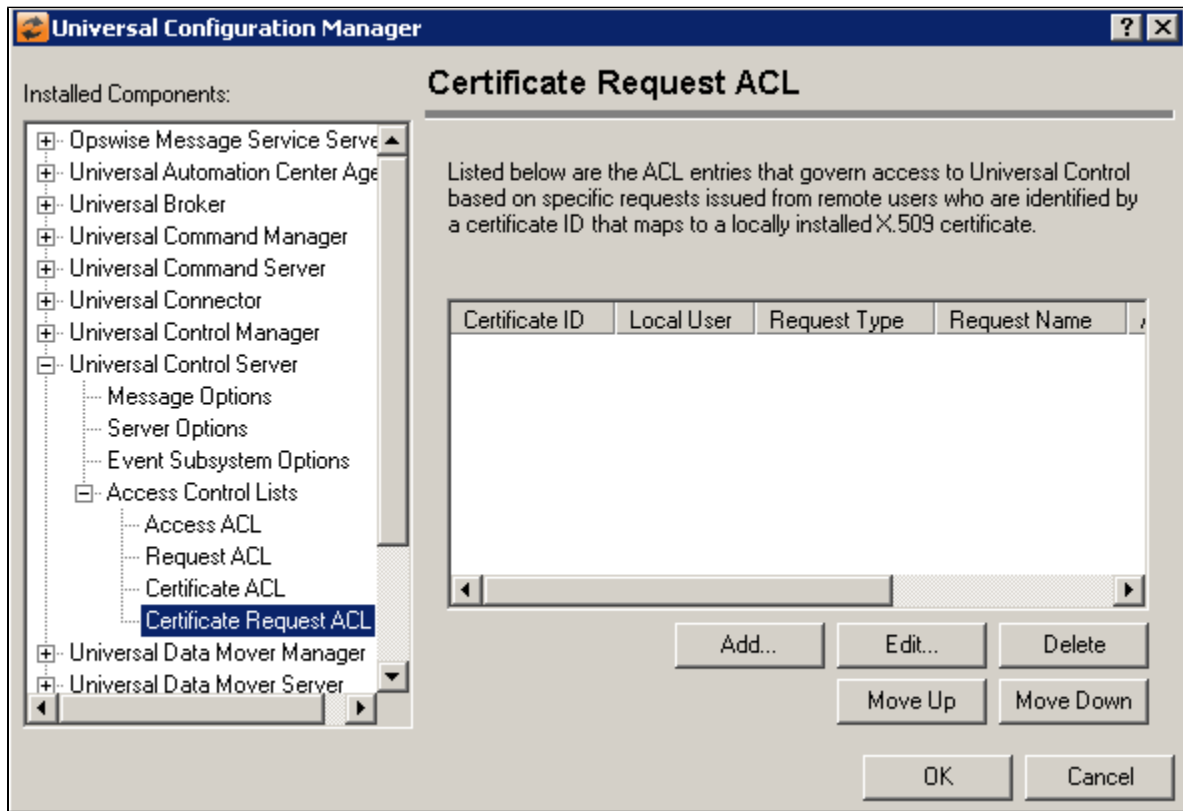 Universal Configuration Manager
Installed Components:
Opswise Message Service Serve
Universal Automation Center Age
Universal Broker
Universal Command Manager
Universal Command Server
Universal Connector
Universal Control Manager
Universal Control Server
Message Options
Server Options
Event Subsystem Options
Access Control Lists
Access ACL
Request ACL
Certificate ACL
Certificate Request ACL
Universal Data Mover Manager
Universal Data Mover Server
Certificate Request ACL
Listed below are the ACL entries that govern access to Universal Control
based on specific requests issued from remote users who are identified by
a certificate ID that maps to a locally installed X.509 certificate.
Certificate ID Local User Request Type Request Name
Add... Edit... Delete
Move Up Move Down
OK Cancel